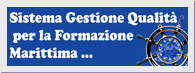 Sistema Gestione Qualità
per la Formazione
Marittima ...